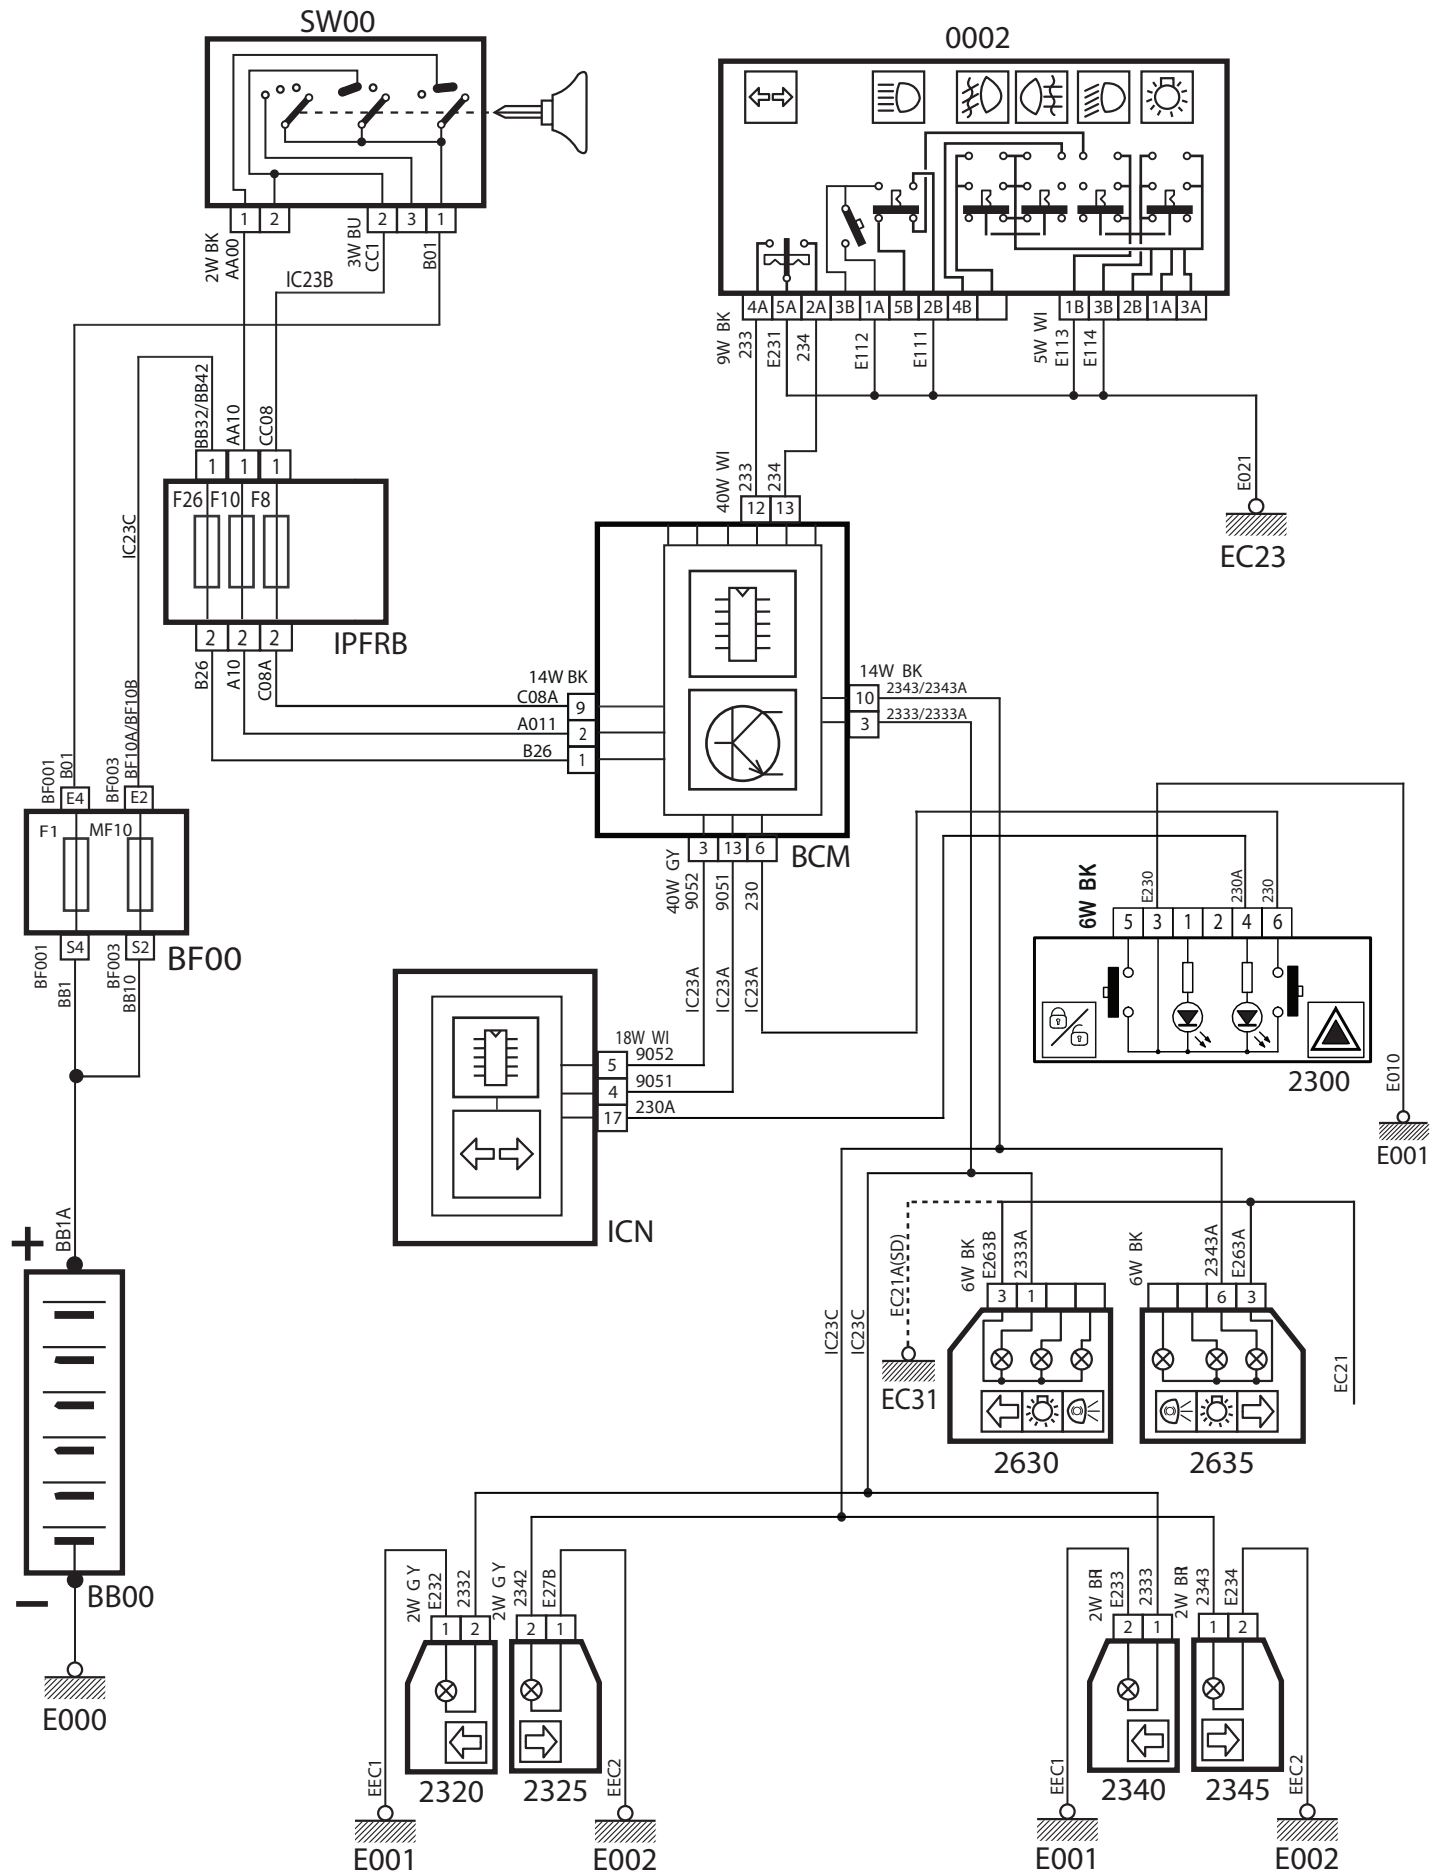 SW00
0002
1 2
2 3 1
2W BK
AA00
3W BU
CC1
B01
IC23B
4A 5A 2A 3B 1A 5B 2B 4B
1B 3B 2B 1A 3A
9W BK
233
E231
234
E112
E111
5W WI
E113
E114
BB32/BB42
AA10
CC08
1 1 1
F26 F10 F8
IC23C
2 2 2
IPFRB
B26
A10
C08A
40W WI
233
234
12 13
E021
EC23
14W BK
C08A 9
A011 2
B26 1
14W BK
10 2343/2343A
3 2333/2333A
BF001
B01
BF003
BF10A/BF10B
E4 E2
F1 MF10
S4 S2
BF00
BF001
BB1
BF003
BB10
3 13 6
BCM
40W GY
9052
9051
230
IC23A
IC23A
IC23A
6W BK
E230
230A
230
5 3 1 2 4 6
2300
E010
E001
18W WI
5 9052
4 9051
17 230A
ICN
+
BB1A
BB00
−
E000
EC21A(SD)
EC31
6W BK
E263B
2333A
3 1
2630
6W BK
2343A
E263A
6 3
2635
EC21
IC23C
IC23C
2W GY
E232
2332
1 2
2320
2W GY
2342
E27B
2 1
2325
EEC1
E001
EEC2
E002
2W BR
E233
2333
2 1
2340
2W BR
2343
E234
1 2
2345
EEC1
E001
EEC2
E002